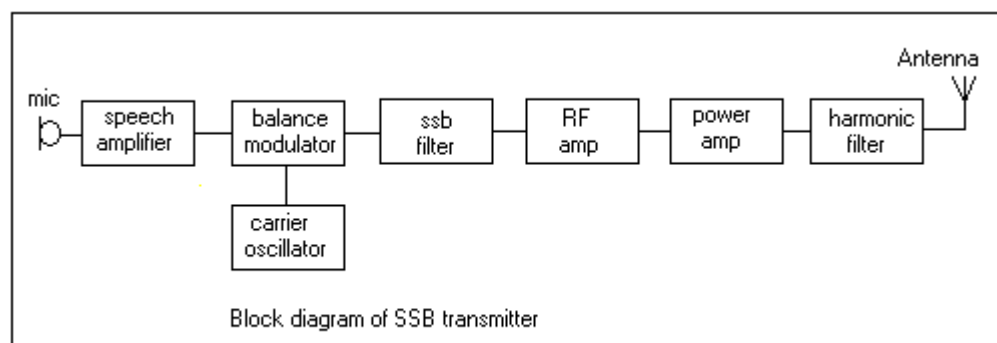 Antenna
mic
speech
amplifier
balance
modulator
ssb
filter
RF
amp
power
amp
harmonic
filter
carrier
oscillator
Block diagram of SSB transmitter